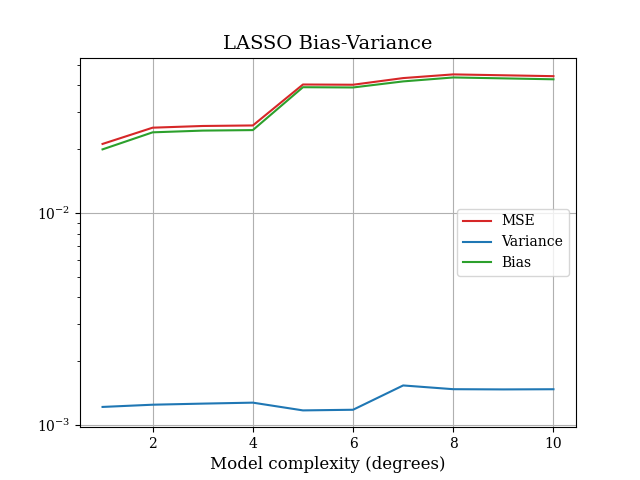 LASSO Bias-Variance
10⁻²
10⁻³
MSE
Variance
Bias
2 4 6 8 10
Model complexity (degrees)